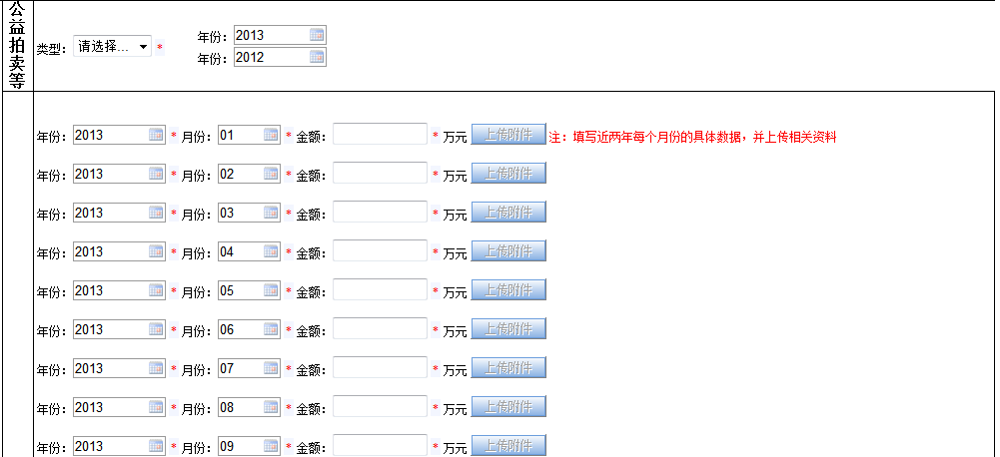 公益拍卖等
类型： 请选择... * 年份：2013
年份：2012
年份：2013 * 月份：01 * 金额： * 万元 上传附件 注：填写近两年每个月份的具体数据，并上传相关资料
年份：2013 * 月份：02 * 金额： * 万元 上传附件
年份：2013 * 月份：03 * 金额： * 万元 上传附件
年份：2013 * 月份：04 * 金额： * 万元 上传附件
年份：2013 * 月份：05 * 金额： * 万元 上传附件
年份：2013 * 月份：06 * 金额： * 万元 上传附件
年份：2013 * 月份：07 * 金额： * 万元 上传附件
年份：2013 * 月份：08 * 金额： * 万元 上传附件
年份：2013 * 月份：09 * 金额： * 万元 上传附件